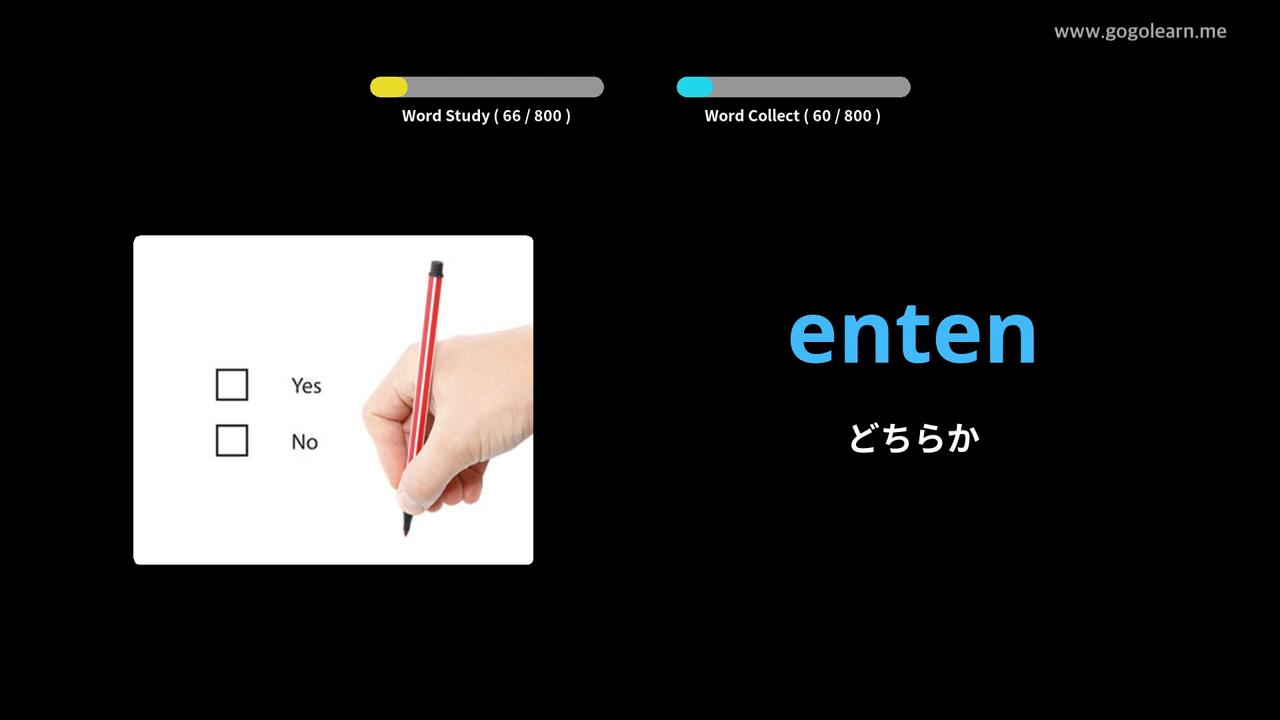 www.gogolearn.me
Word Study ( 66 / 800 )
Word Collect ( 60 / 800 )
Yes
No
enten
どちらか